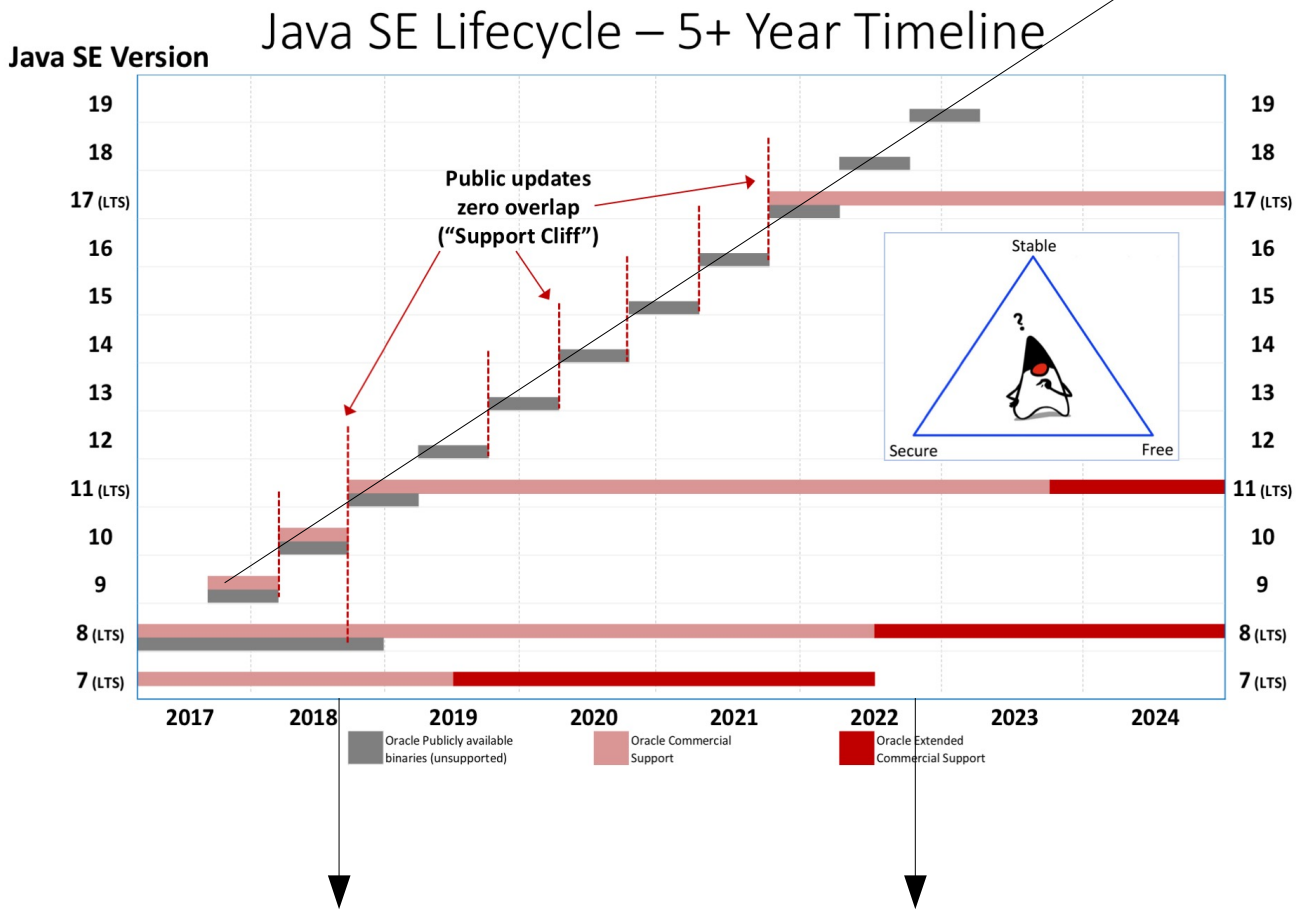 Java SE Lifecycle – 5+ Year Timeline
Java SE Version
19 19
18 18
17 (LTS) 17 (LTS)
16 16
15 15
14 14
13 13
12 12
11 (LTS) 11 (LTS)
10 10
9 9
8 (LTS) 8 (LTS)
7 (LTS) 7 (LTS)
Public updates
zero overlap
(“Support Cliff”)
Stable
?
Secure Free
2017 2018 2019 2020 2021 2022 2023 2024
Oracle Publicly available
binaries (unsupported)
Oracle Commercial
Support
Oracle Extended
Commercial Support